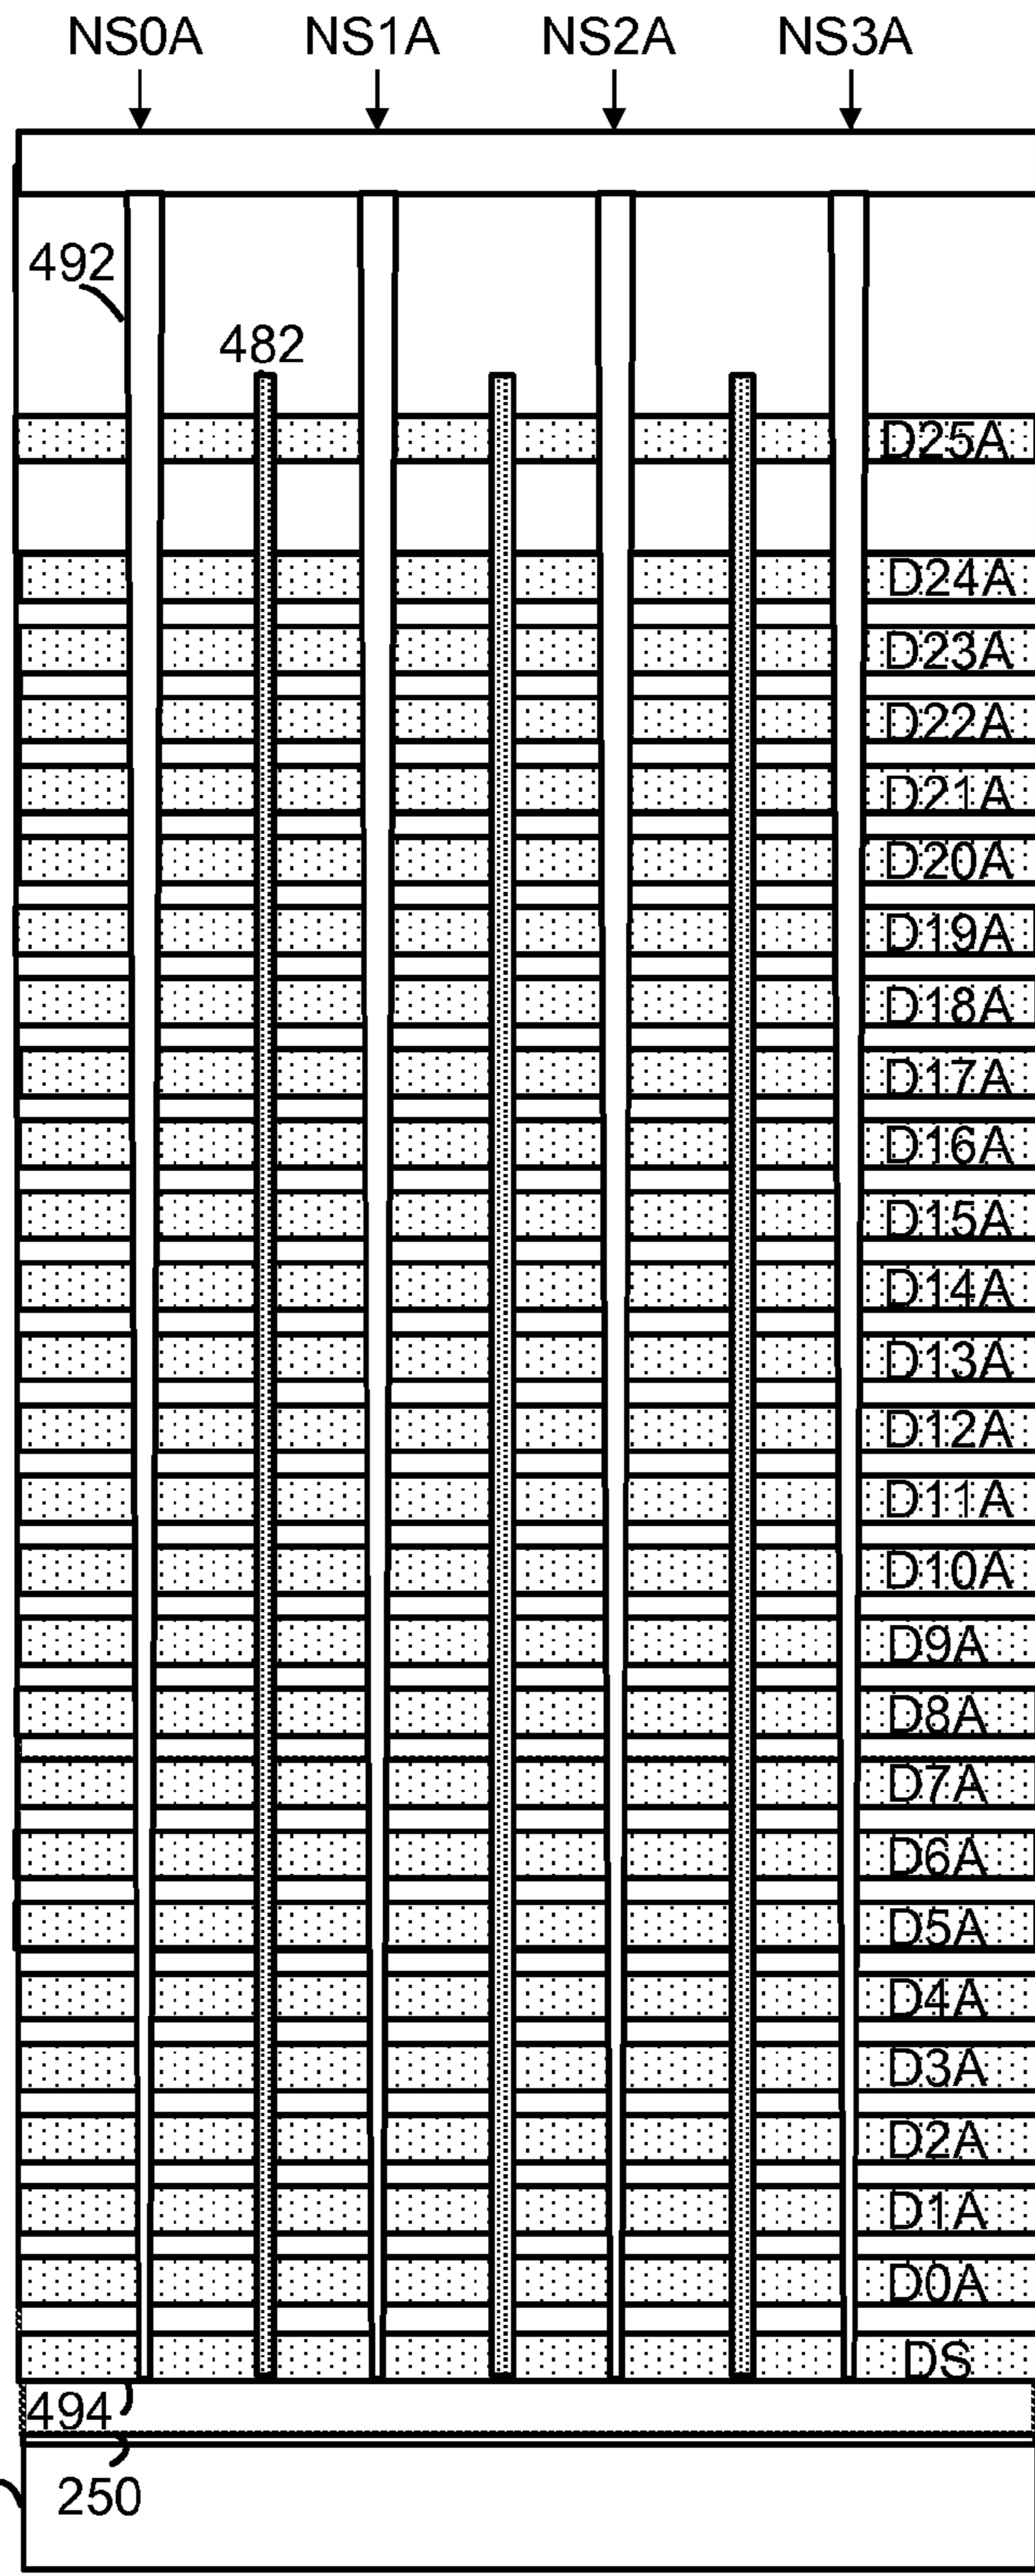 NS0A NS1A NS2A NS3A
492
482
D25A
D24A
D23A
D22A
D21A
D20A
D19A
D18A
D17A
D16A
D15A
D14A
D13A
D12A
D11A
D10A
D9A
D8A
D7A
D6A
D5A
D4A
D3A
D2A
D1A
D0A
DS
494
250